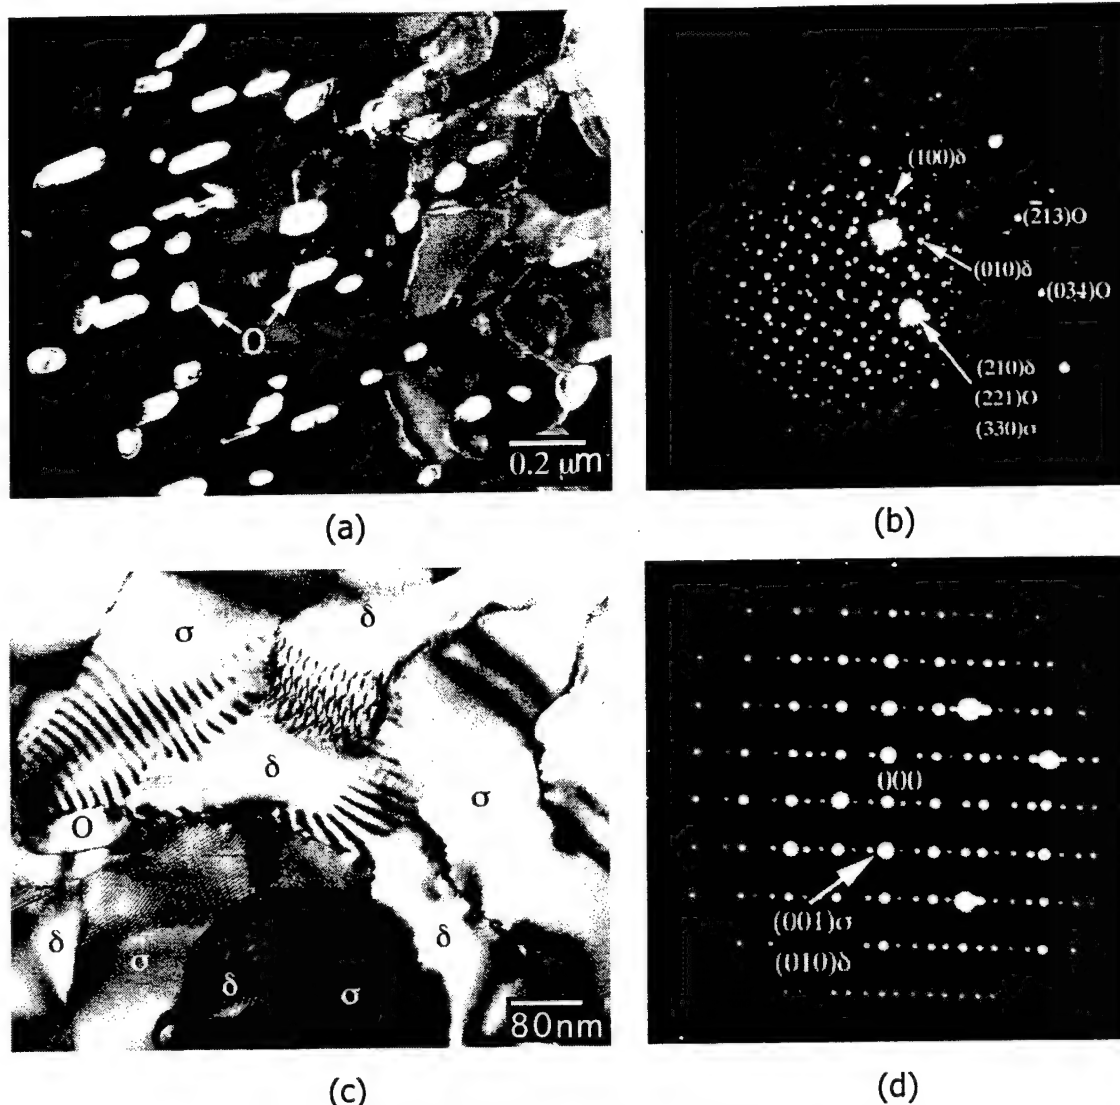 O
0.2 μm
(a)
(100)δ
(2̄13)O
(010)δ
(034)O
(210)δ
(221)O
(330)σ
(b)
σ
δ
δ
σ
O
δ
σ
δ
σ
δ
80nm
(c)
000
(001)σ
(010)δ
(d)